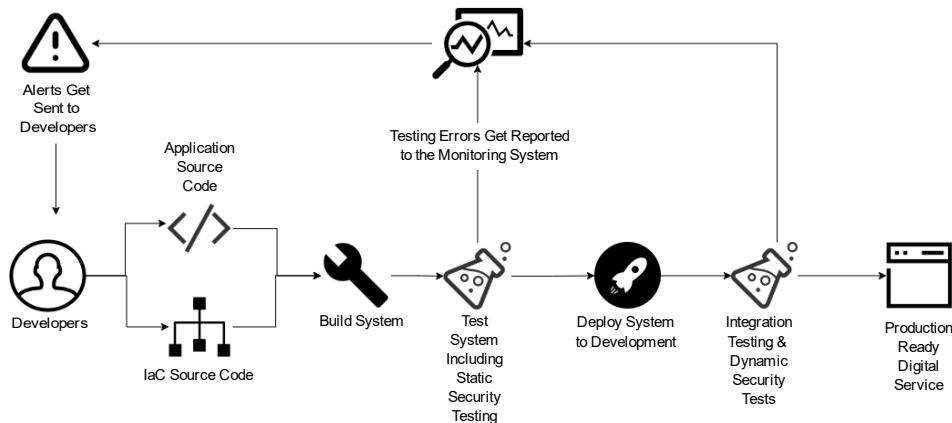 Alerts Get
Sent to
Developers
Testing Errors Get Reported
to the Monitoring System
Application
Source
Code
Developers
IaC Source Code
Build System
Test
System
Including
Static
Security
Testing
Deploy System
to Development
Integration
Testing &
Dynamic
Security
Tests
Production
Ready
Digital
Service